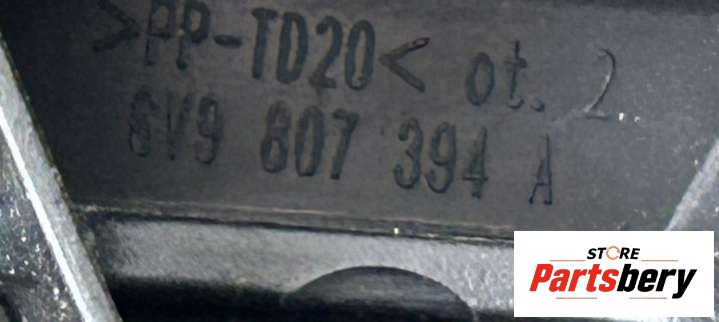 >PP-TD20< ot. 2
6V9 807 394 A
STORE
Partsbery